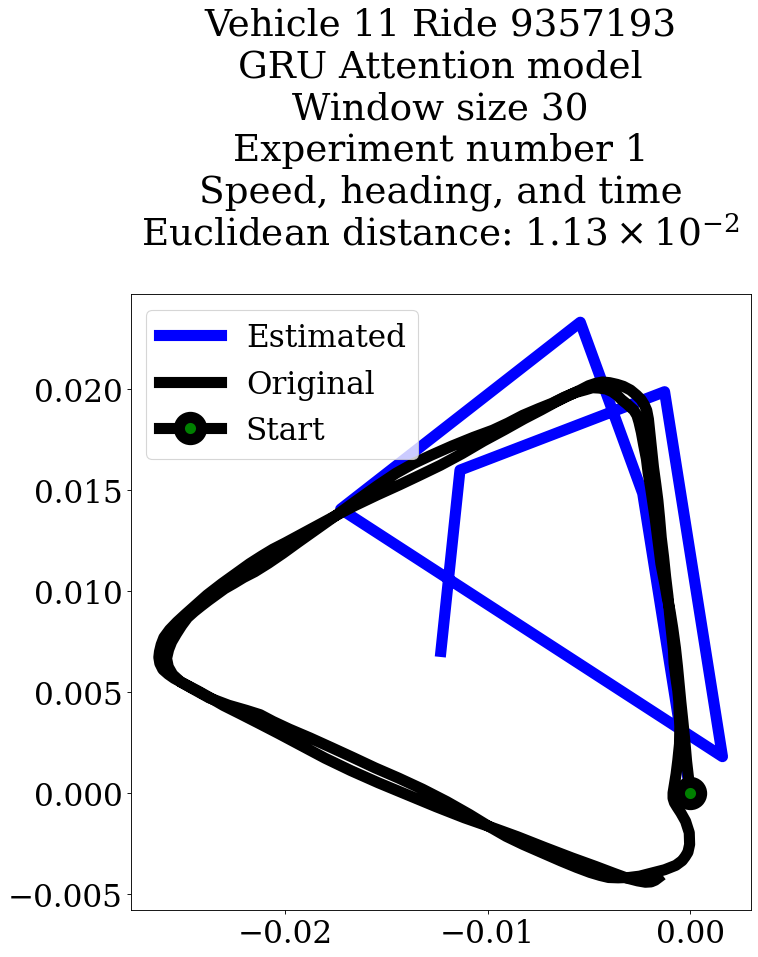 Vehicle 11 Ride 9357193
GRU Attention model
Window size 30
Experiment number 1
Speed, heading, and time
Euclidean distance: 1.13 × 10⁻²
Estimated
Original
Start
0.020
0.015
0.010
0.005
0.000
−0.005
−0.02
−0.01
0.00